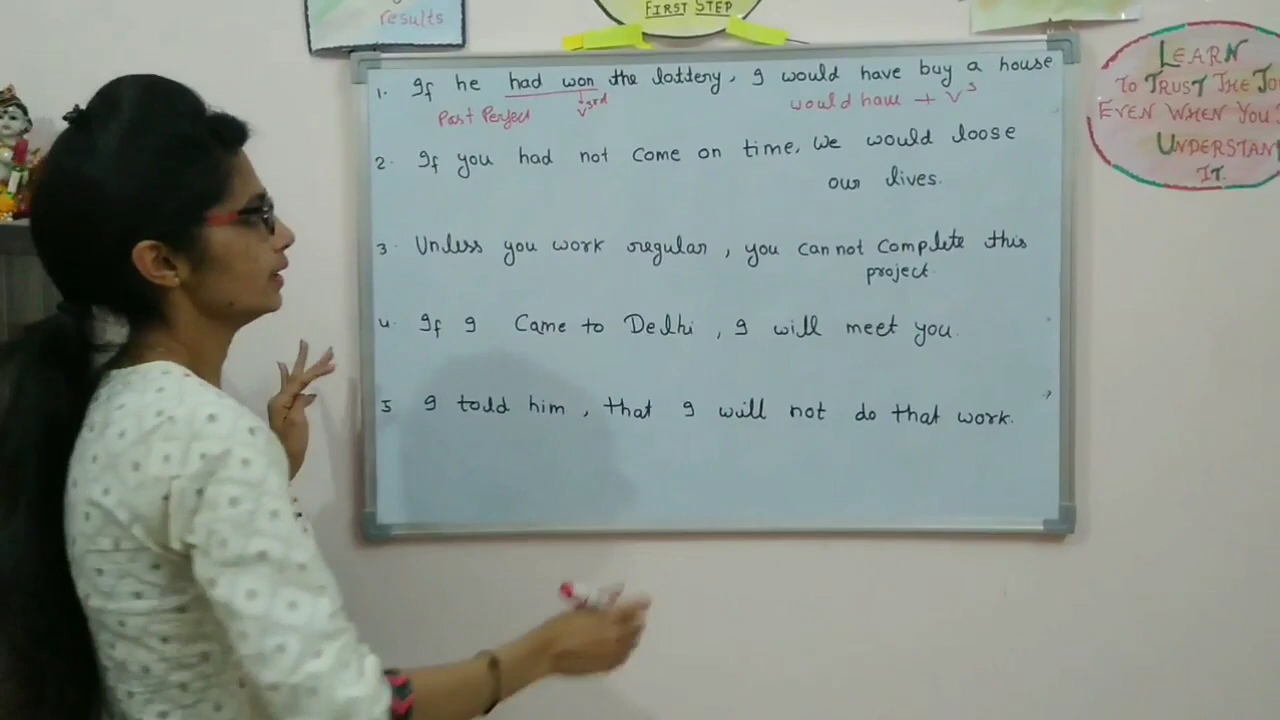 results
FIRST STEP
1. If he had won the lottery, I would have buy a house
Past Perfect V3rd would have + V3
2. If you had not come on time, we would loose
our lives.
3. Unless you work regular, you can not complete this
project.
4. If I Came to Delhi, I will meet you.
5 I told him, that I will not do that work.
LEARN
TO TRUST THE JO
EVEN WHEN YOU
UNDERSTAN
IT.